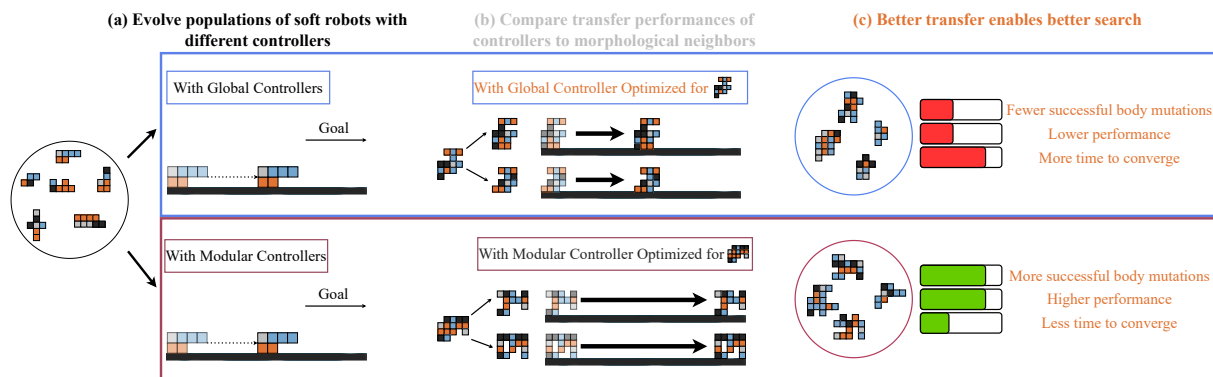 (a) Evolve populations of soft robots with
different controllers
(b) Compare transfer performances of
controllers to morphological neighbors
(c) Better transfer enables better search
With Global Controllers
Goal
With Global Controller Optimized for
Fewer successful body mutations
Lower performance
More time to converge
With Modular Controllers
Goal
With Modular Controller Optimized for
More successful body mutations
Higher performance
Less time to converge